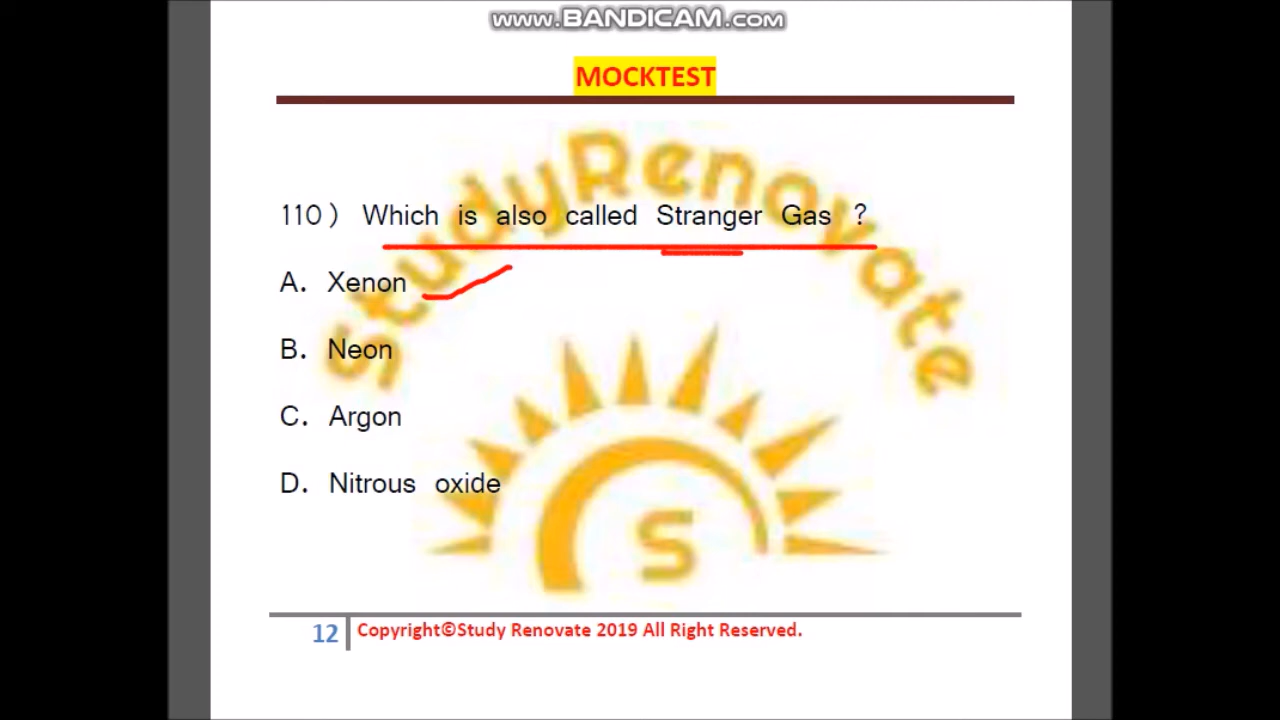 www.BANDICAM.com
MOCKTEST
StudyRenovate
110) Which is also called Stranger Gas ?
A. Xenon
B. Neon
C. Argon
D. Nitrous oxide
S
12 Copyright©Study Renovate 2019 All Right Reserved.